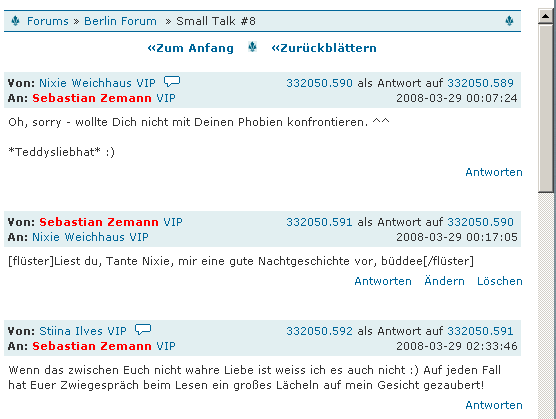 Forums » Berlin Forum » Small Talk #8
«Zum Anfang «Zurückblättern
Von: Nixie Weichhaus VIP 332050.590 als Antwort auf 332050.589
An: Sebastian Zemann VIP 2008-03-29 00:07:24
Oh, sorry - wollte Dich nicht mit Deinen Phobien konfrontieren. ^^
*Teddysliebhat* :)
Antworten
Von: Sebastian Zemann VIP 332050.591 als Antwort auf 332050.590
An: Nixie Weichhaus VIP 2008-03-29 00:17:05
[flüster]Liest du, Tante Nixie, mir eine gute Nachtgeschichte vor, büddee[/flüster]
Antworten Ändern Löschen
Von: Stiina Ilves VIP 332050.592 als Antwort auf 332050.591
An: Sebastian Zemann VIP 2008-03-29 02:33:46
Wenn das zwischen Euch nicht wahre Liebe ist weiss ich es auch nicht :) Auf jeden Fall
hat Euer Zwiegespräch beim Lesen ein großes Lächeln auf mein Gesicht gezaubert!
Antworten